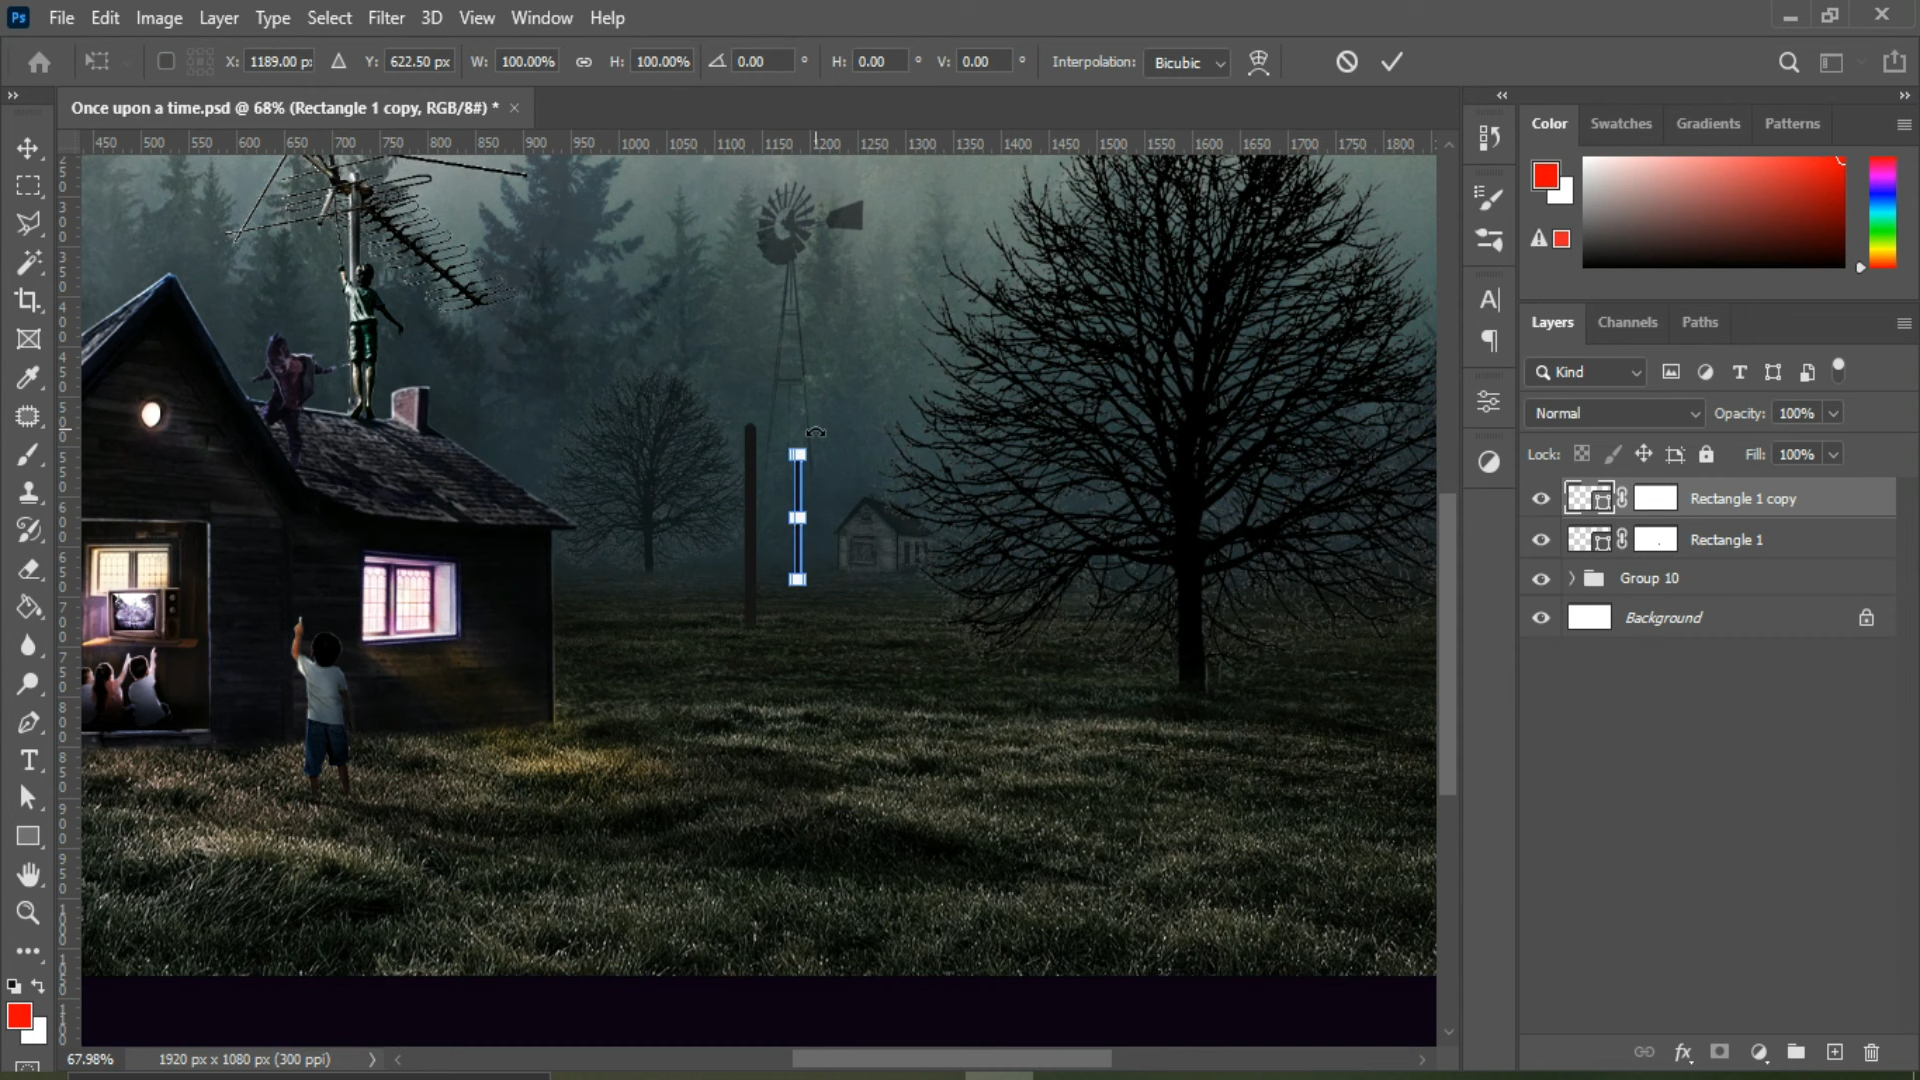 Ps File Edit Image Layer Type Select Filter 3D View Window Help
X: 1189.00 px Y: 622.50 px W: 100.00% H: 100.00% 0.00 ° H: 0.00 ° V: 0.00 ° Interpolation: Bicubic
Once upon a time.psd @ 68% (Rectangle 1 copy, RGB/8#) * ×
450 500 550 600 650 700 750 800 850 900 950 1000 1050 1100 1150 1200 1250 1300 1350 1400 1450 1500 1550 1600 1650 1700 1750 1800
Color Swatches Gradients Patterns
Layers Channels Paths
Kind
Normal Opacity: 100%
Lock: Fill: 100%
Rectangle 1 copy
Rectangle 1
Group 10
Background
67.98% 1920 px x 1080 px (300 ppi)